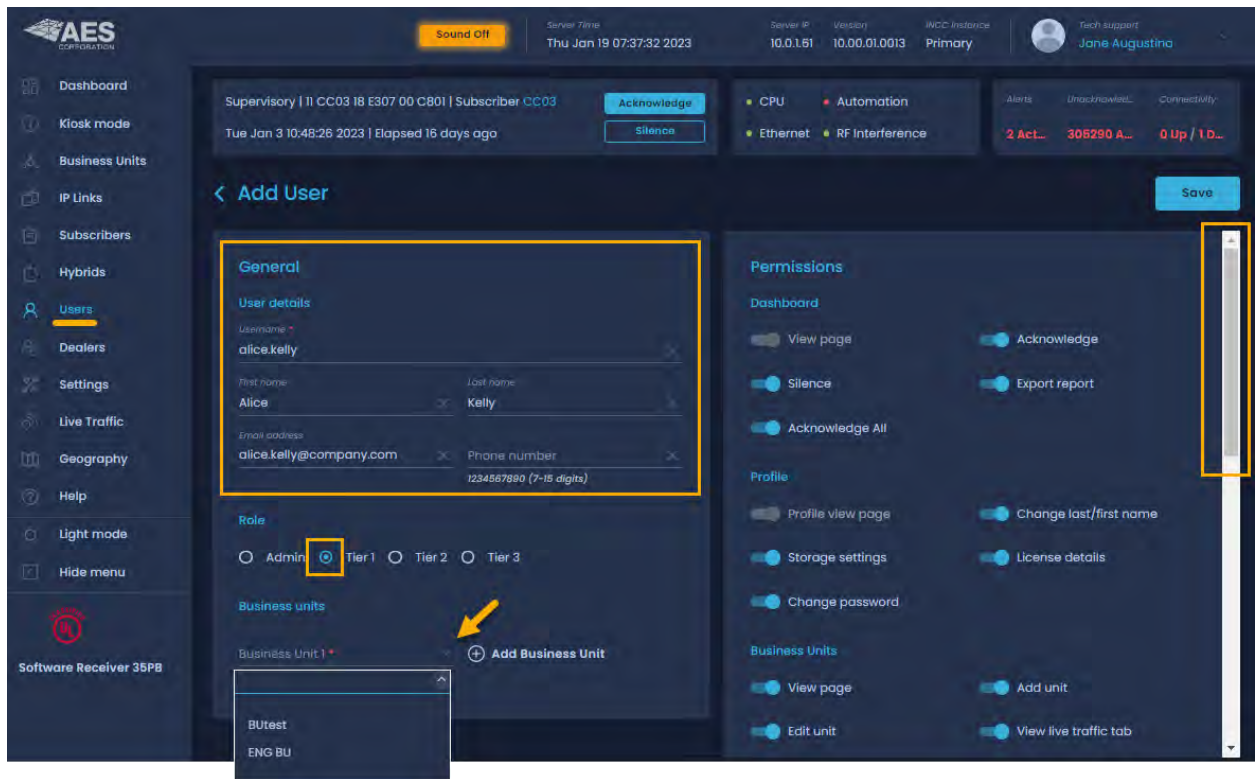 AES
CORPORATION
Sound Off
Server Time
Thu Jan 19 07:37:32 2023
Server IP
10.0.1.61
Version
10.00.01.0013
INCC Instance
Primary
Tech support
Jane Augustina
Dashboard
Kiosk mode
Business Units
IP Links
Subscribers
Hybrids
Users
Dealers
Settings
Live Traffic
Geography
Help
Light mode
Hide menu
Software Receiver 35PB
Supervisory | 11 CC03 18 E307 00 C801 | Subscriber CC03
Tue Jan 3 10:48:26 2023 | Elapsed 16 days ago
Acknowledge
Silence
CPU
Automation
Ethernet
RF Interference
Alerts
2 Act...
Unacknowled...
305290 A...
Connectivity
0 Up / 1 D...
Add User
Save
General
User details
Username *
alice.kelly
First name
Alice
Last name
Kelly
Email address
alice.kelly@company.com
Phone number
1234567890 (7-15 digits)
Role
Admin
Tier 1
Tier 2
Tier 3
Business units
Business Unit 1 *
Add Business Unit
BUtest
ENG BU
Permissions
Dashboard
View page
Acknowledge
Silence
Export report
Acknowledge All
Profile
Profile view page
Change last/first name
Storage settings
License details
Change password
Business Units
View page
Add unit
Edit unit
View live traffic tab